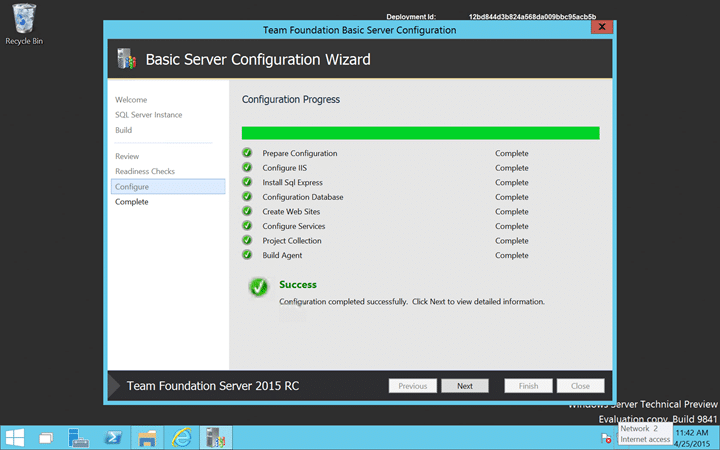 Deployment Id: 12bd844d3b824a568da009bbc95acb5b
Recycle Bin
Team Foundation Basic Server Configuration
Basic Server Configuration Wizard
Welcome
SQL Server Instance
Build
Review
Readiness Checks
Configure
Complete
Configuration Progress
Prepare Configuration Complete
Configure IIS Complete
Install Sql Express Complete
Configuration Database Complete
Create Web Sites Complete
Configure Services Complete
Project Collection Complete
Build Agent Complete
Success
Configuration completed successfully. Click Next to view detailed information.
Team Foundation Server 2015 RC
Previous
Next
Finish
Close
Windows Server Technical Preview
Evaluation copy. Build 9841
Network 2
Internet access
11:42 AM
4/25/2015